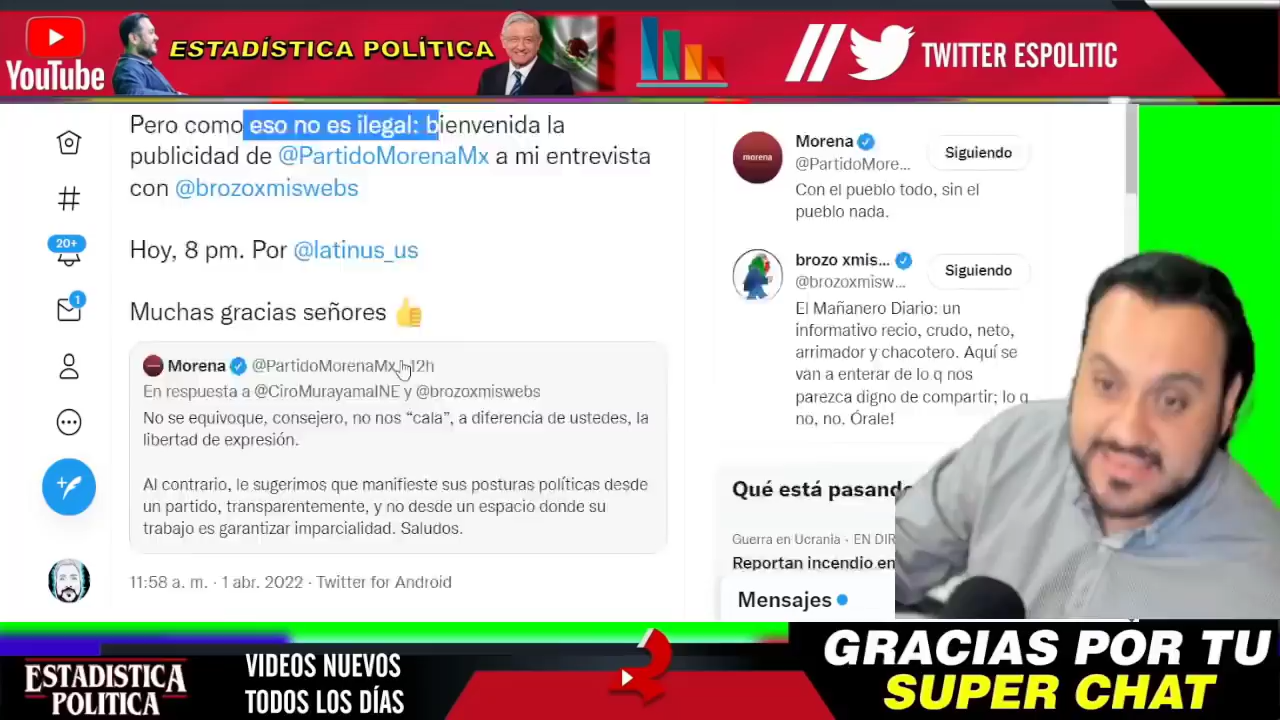 YouTube
ESTADÍSTICA POLÍTICA
TWITTER ESPOLITIC
Pero como eso no es ilegal: bienvenida la
publicidad de @PartidoMorenaMx a mi entrevista
con @brozoxmiswebs
Hoy, 8 pm. Por @latinus_us
Muchas gracias señores 👍
Morena @PartidoMorenaMx · 12h
En respuesta a @CiroMurayamaINE y @brozoxmiswebs
No se equivoque, consejero, no nos “cala”, a diferencia de ustedes, la
libertad de expresión.
Al contrario, le sugerimos que manifieste sus posturas políticas desde
un partido, transparentemente, y no desde un espacio donde su
trabajo es garantizar imparcialidad. Saludos.
11:58 a. m. · 1 abr. 2022 · Twitter for Android
20+
1
morena
Morena
@PartidoMore...
Siguiendo
Con el pueblo todo, sin el
pueblo nada.
brozo xmis...
@brozoxmisw...
Siguiendo
El Mañanero Diario: un
informativo recio, crudo, neto,
arrimador y chacotero. Aquí se
van a enterar de lo q nos
parezca digno de compartir; lo q
no, no. Órale!
Qué está pasando
Guerra en Ucrania · EN DIR
Reportan incendio en
Mensajes
ESTADISTICA
POLÍTICA
VIDEOS NUEVOS
TODOS LOS DÍAS
GRACIAS POR TU
SUPER CHAT